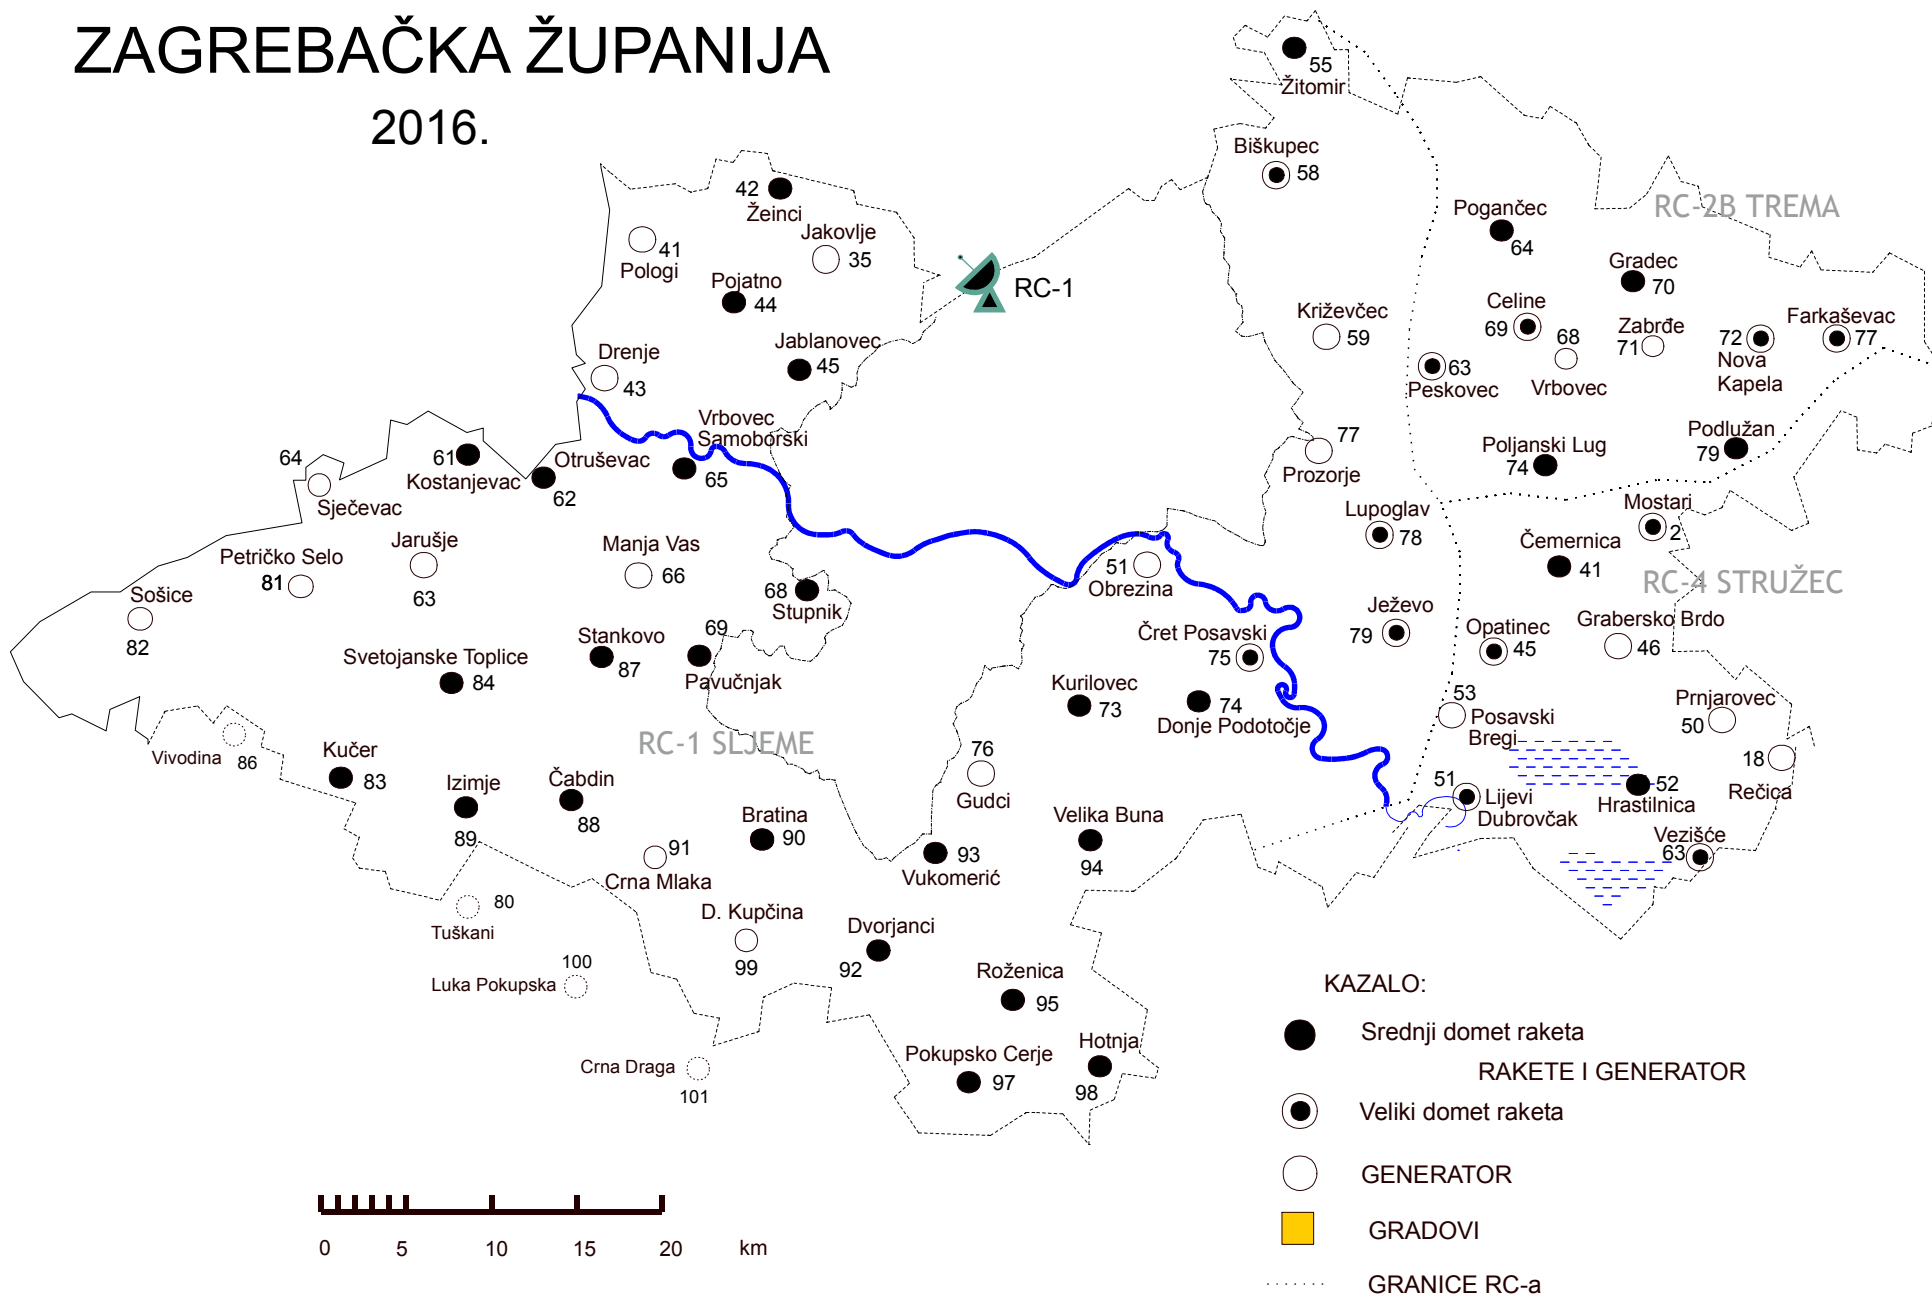 ZAGREBAČKA ŽUPANIJA
2016.
55
Žitomir
Biškupec
58
42
Žeinci
Jakovlje
35
41
Pologi
Pojatno
44
RC-1
Pogančec
64
RC-2B TREMA
Gradec
70
Križevčec
59
Celine
69
68
Vrbovec
Zabrđe
71
72
Nova
Kapela
Farkaševac
77
Jablanovec
45
Drenje
43
63
Peskovec
Vrbovec
Samoborski
65
77
Prozorje
Poljanski Lug
74
Podlužan
79
64
Sječevac
61
Kostanjevac
Otruševac
62
Lupoglav
78
Mostari
2
Čemernica
41
RC-4 STRUŽEC
Jarušje
63
Manja Vas
66
51
Obrezina
Petričko Selo
81
Sošice
82
68
Stupnik
Ježevo
79
Opatinec
45
Grabersko Brdo
46
Čret Posavski
75
Stankovo
87
69
Pavučnjak
Svetojanske Toplice
84
Kurilovec
73
74
Donje Podotočje
53
Posavski
Bregi
Prnjarovec
50
Vivodina
86
RC-1 SLJEME
76
Gudci
18
Rečica
Kučer
83
Izimje
89
Čabdin
88
51
Lijevi
Dubrovčak
52
Hrastilnica
Bratina
90
Velika Buna
94
Vezišće
63
91
Crna Mlaka
93
Vukomerić
80
Tuškani
D. Kupčina
99
Dvorjanci
92
100
Luka Pokupska
Roženica
95
Crna Draga
101
Pokupsko Cerje
97
Hotnja
98
KAZALO:
Srednji domet raketa
RAKETE I GENERATOR
Veliki domet raketa
GENERATOR
GRADOVI
GRANICE RC-a
0 5 10 15 20 km